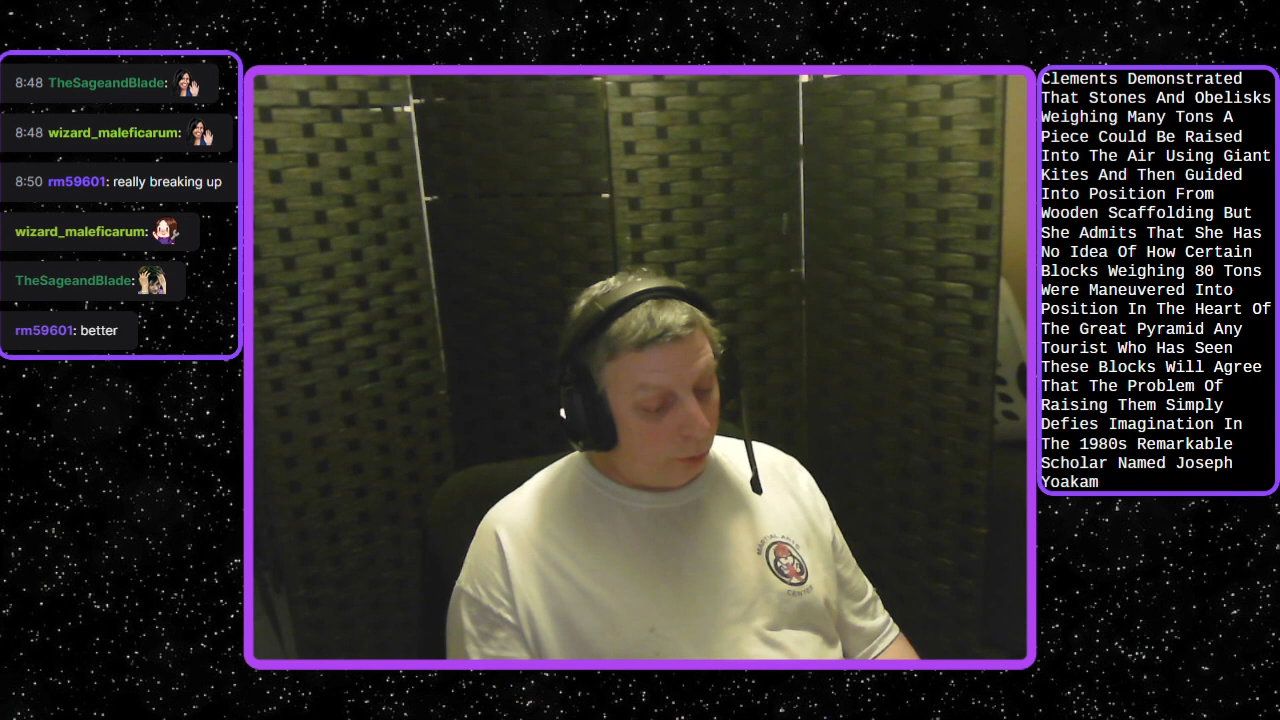 8:48 TheSageandBlade:
8:48 wizard_maleficarum:
8:50 rm59601: really breaking up
wizard_maleficarum:
TheSageandBlade:
rm59601: better
MARTIAL ARTS
CENTER
Clements Demonstrated
That Stones And Obelisks
Weighing Many Tons A
Piece Could Be Raised
Into The Air Using Giant
Kites And Then Guided
Into Position From
Wooden Scaffolding But
She Admits That She Has
No Idea Of How Certain
Blocks Weighing 80 Tons
Were Maneuvered Into
Position In The Heart Of
The Great Pyramid Any
Tourist Who Has Seen
These Blocks Will Agree
That The Problem Of
Raising Them Simply
Defies Imagination In
The 1980s Remarkable
Scholar Named Joseph
Yoakam